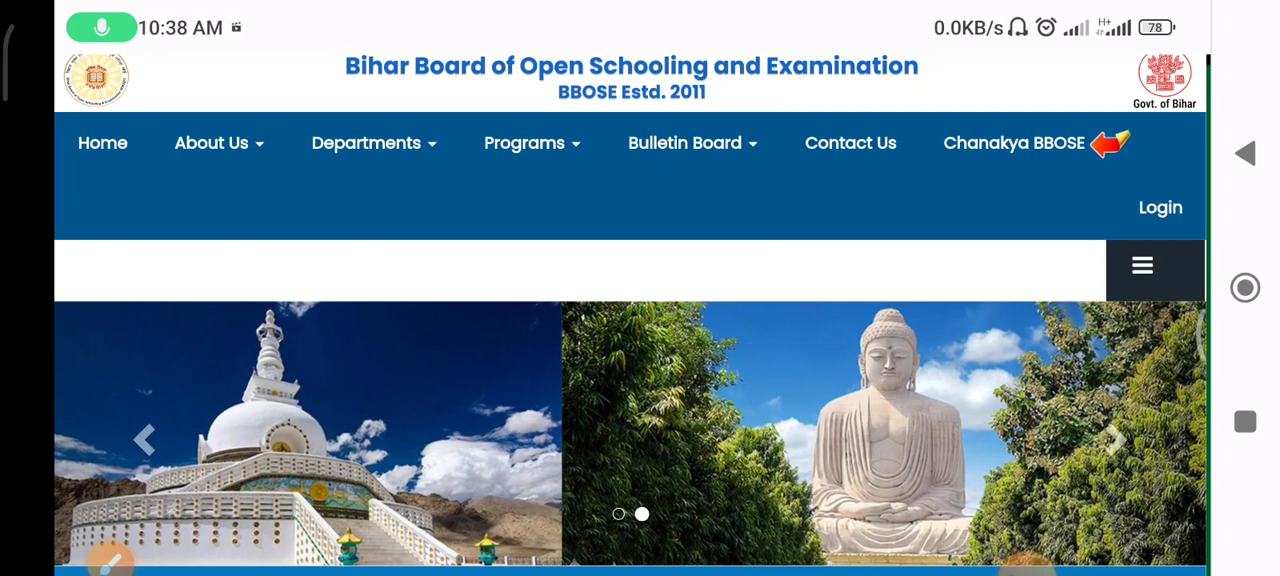 10:38 AM
0.0KB/s H+ 78
Bihar Board of Open Schooling and Examination
BBOSE Estd. 2011
Govt. of Bihar
Home About Us Departments Programs Bulletin Board Contact Us Chanakya BBOSE
Login